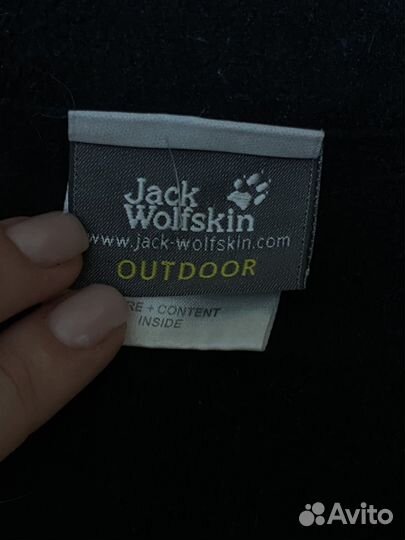 Jack
Wolfskin
www.jack-wolfskin.com
OUTDOOR
+ CONTENT
INSIDE
Avito